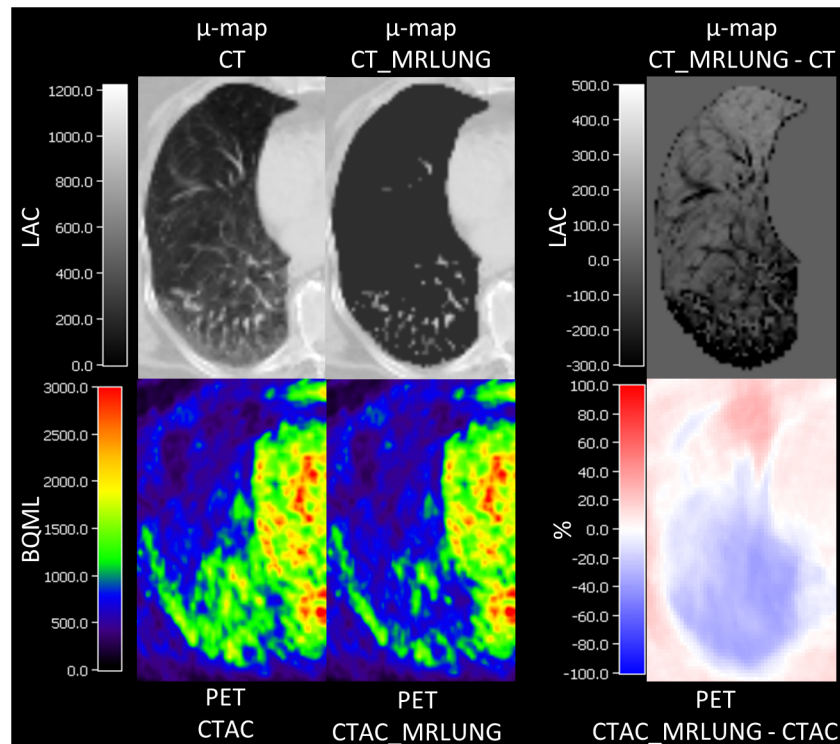 μ-map
CT
μ-map
CT_MRLUNG
μ-map
CT_MRLUNG - CT
LAC
1200.0
1000.0
800.0
600.0
400.0
200.0
0.0
LAC
500.0
400.0
300.0
200.0
100.0
0.0
-100.0
-200.0
-300.0
BQML
3000.0
2500.0
2000.0
1500.0
1000.0
500.0
0.0
%
100.0
80.0
60.0
40.0
20.0
0.0
-20.0
-40.0
-60.0
-80.0
-100.0
PET
CTAC
PET
CTAC_MRLUNG
PET
CTAC_MRLUNG - CTAC